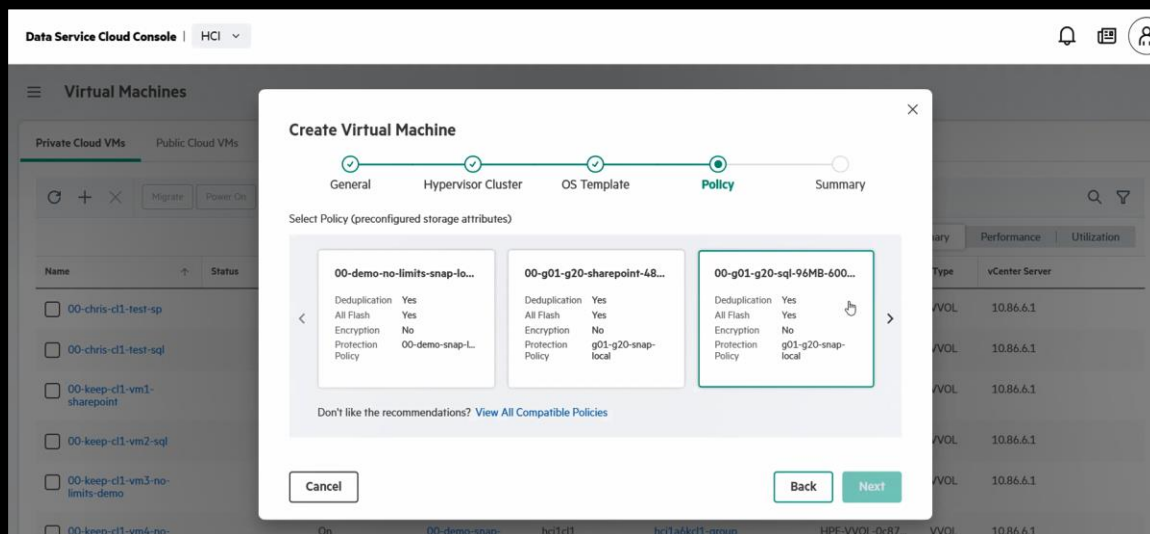 Data Service Cloud Console | HCI
Virtual Machines
Private Cloud VMs Public Cloud VMs
Migrate Power On
Performance Utilization
Name Status Type vCenter Server
00-chris-cl1-test-sp VVOL 10.86.6.1
00-chris-cl1-test-sql VVOL 10.86.6.1
00-keep-cl1-vm1-
sharepoint VVOL 10.86.6.1
00-keep-cl1-vm2-sql VVOL 10.86.6.1
00-keep-cl1-vm3-no-
limits-demo VVOL 10.86.6.1
00-keep-cl1-vm4-no- On 00-demo-snap- hci1cl1 hci1a6kcl1-group HPE-VVOL-0c87 VVOL 10.86.6.1
Create Virtual Machine
General Hypervisor Cluster OS Template Policy Summary
Select Policy (preconfigured storage attributes)
00-demo-no-limits-snap-lo...
Deduplication Yes
All Flash Yes
Encryption No
Protection 00-demo-snap-l...
Policy
00-g01-g20-sharepoint-48...
Deduplication Yes
All Flash Yes
Encryption No
Protection g01-g20-snap-
Policy local
00-g01-g20-sql-96MB-600...
Deduplication Yes
All Flash Yes
Encryption No
Protection g01-g20-snap-
Policy local
Don't like the recommendations? View All Compatible Policies
Cancel Back Next